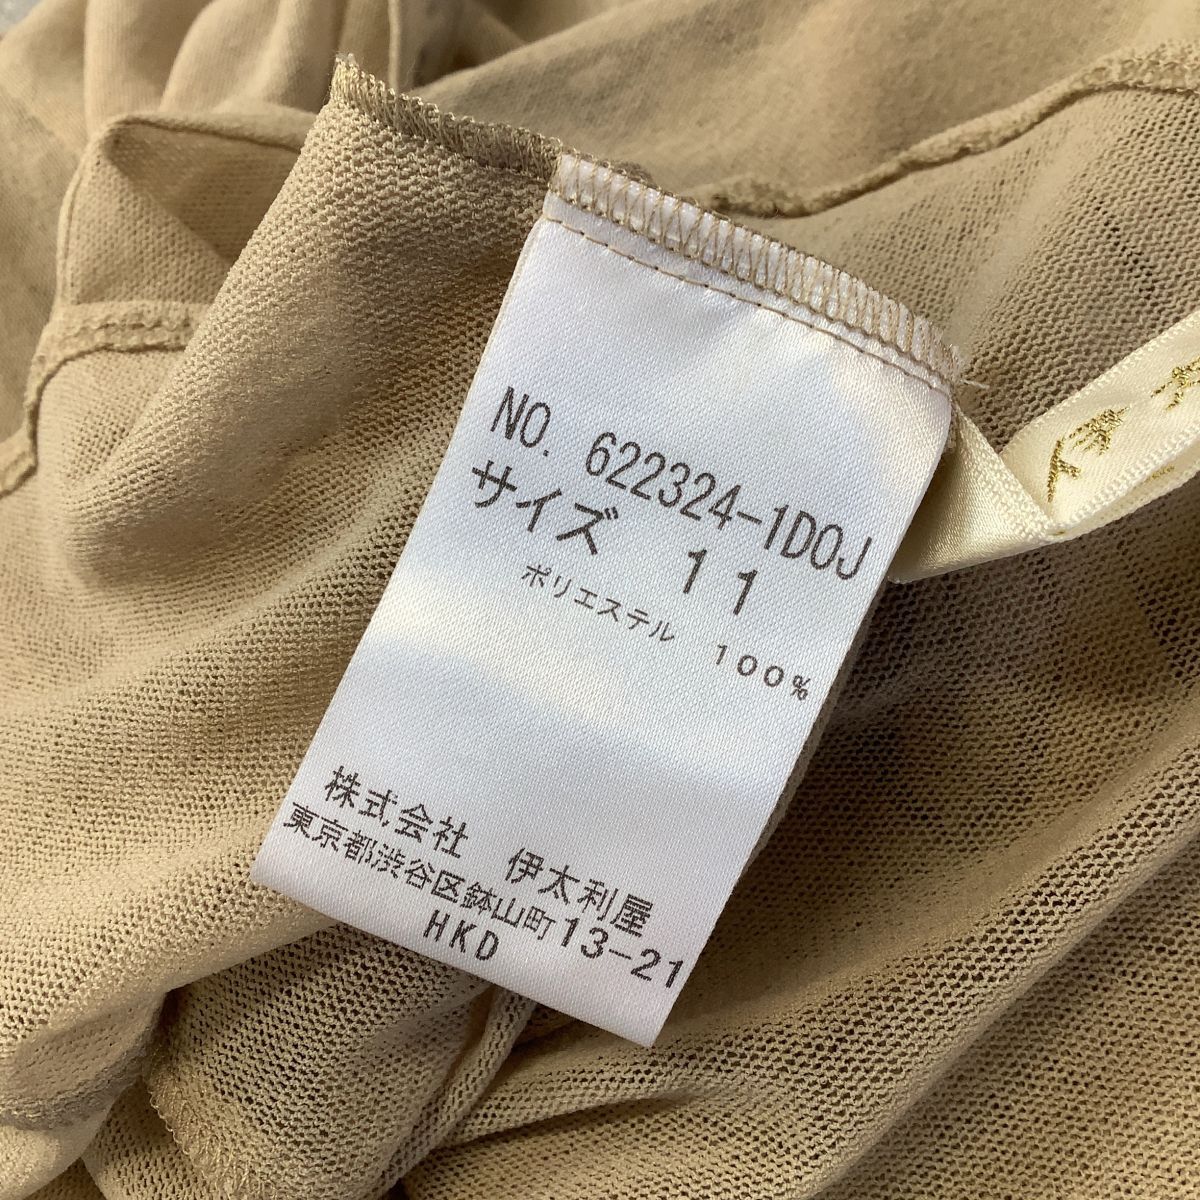 NO. 622324-1D0J
サイズ 11
ポリエステル 100%
株式会社 伊太利屋
東京都渋谷区鉢山町13-21
HKD